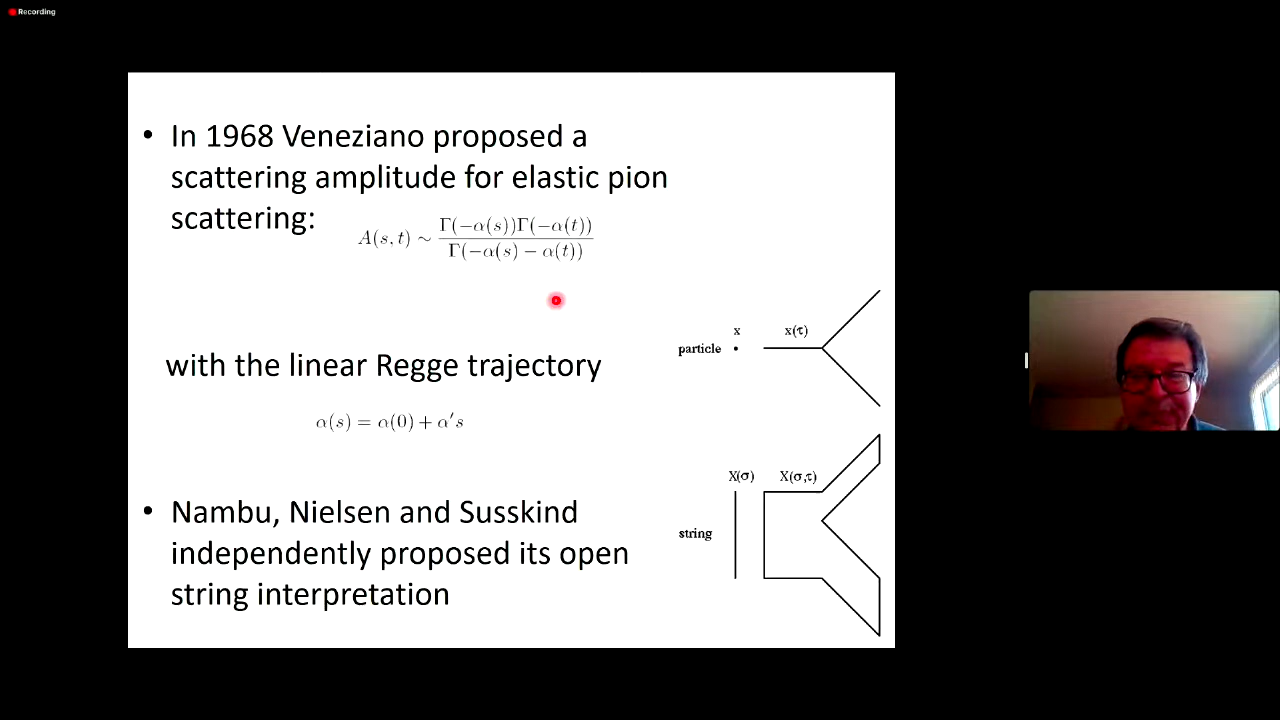 Recording
• In 1968 Veneziano proposed a
scattering amplitude for elastic pion
scattering:
A(s, t) ∼ Γ(−α(s))Γ(−α(t)) / Γ(−α(s) − α(t))
with the linear Regge trajectory
α(s) = α(0) + α′s
• Nambu, Nielsen and Susskind
independently proposed its open
string interpretation
x
x(τ)
particle
X(σ)
X(σ,τ)
string